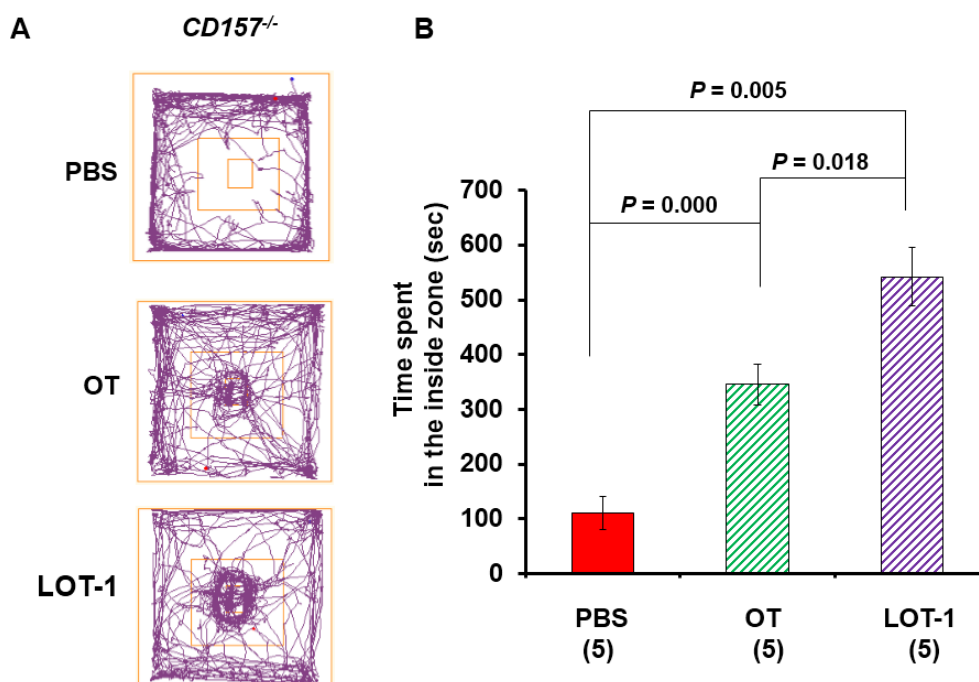 A
CD157-/-
PBS
OT
LOT-1
B
P = 0.005
P = 0.018
P = 0.000
Time spent
in the inside zone (sec)
700
600
500
400
300
200
100
0
PBS
(5)
OT
(5)
LOT-1
(5)